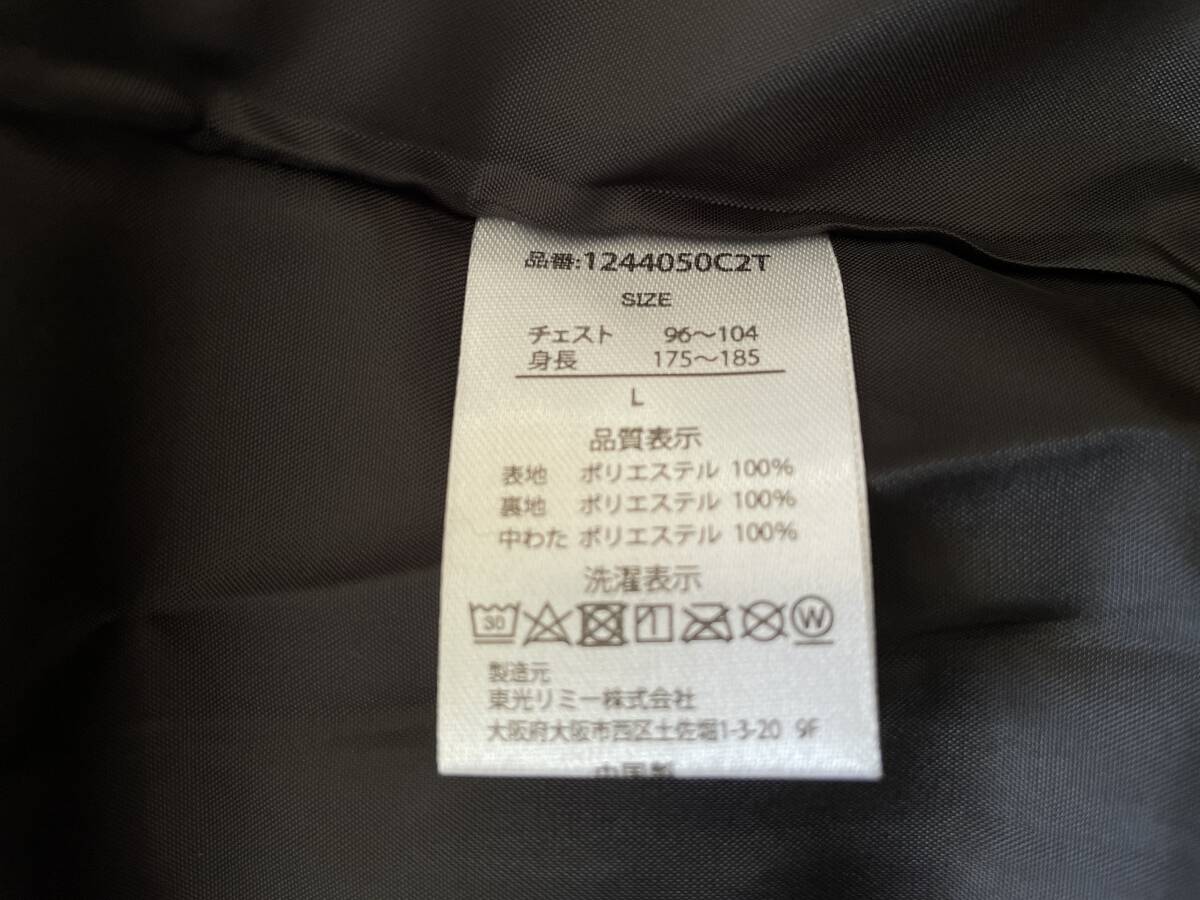 品番:1244050C2T
SIZE
チェスト 96～104
身長 175～185
L
品質表示
表地 ポリエステル 100%
裏地 ポリエステル 100%
中わた ポリエステル 100%
洗濯表示
30 W
製造元
東光リミー株式会社
大阪府大阪市西区土佐堀1-3-20 9F
中国製